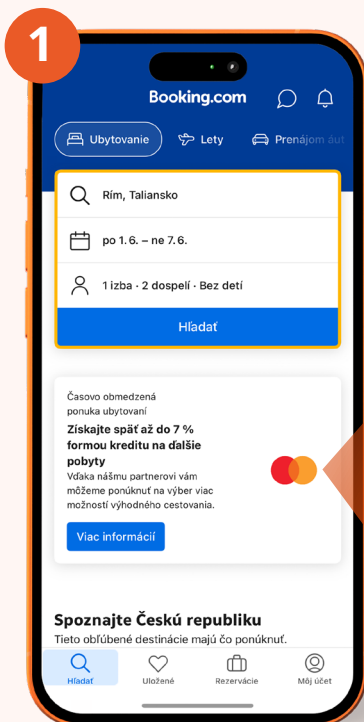 1
Booking.com
Ubytovanie
Lety
Prenájom áut
Rím, Taliansko
po 1. 6. – ne 7. 6.
1 izba · 2 dospelí · Bez detí
Hľadať
Časovo obmedzená
ponuka ubytovaní
Získajte späť až do 7 %
formou kreditu na ďalšie
pobyty
Vďaka nášmu partnerovi vám
môžeme ponúknuť na výber viac
možností výhodného cestovania.
Viac informácií
Spoznajte Českú republiku
Tieto obľúbené destinácie majú čo ponúknuť.
Hľadať
Uložené
Rezervácie
Môj účet